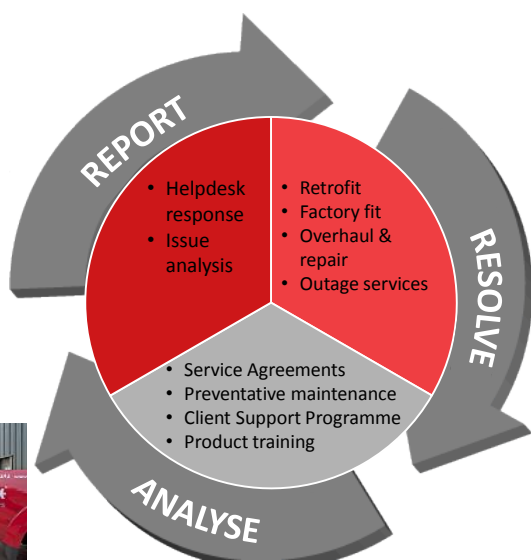 REPORT
• Helpdesk
response
• Issue
analysis
• Retrofit
• Factory fit
• Overhaul &
repair
• Outage services
RESOLVE
• Service Agreements
• Preventative maintenance
• Client Support Programme
• Product training
ANALYSE